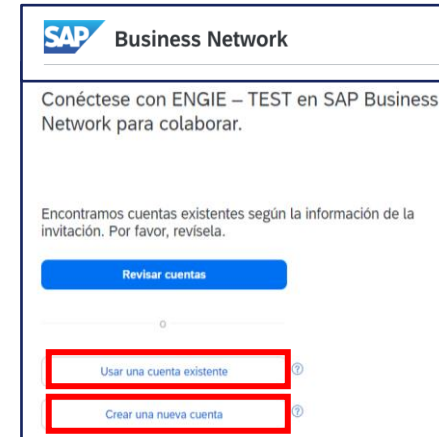 SAP Business Network
Conéctese con ENGIE – TEST en SAP Business
Network para colaborar.
Encontramos cuentas existentes según la información de la
invitación. Por favor, revísela.
Revisar cuentas
o
Usar una cuenta existente ?
Crear una nueva cuenta ?